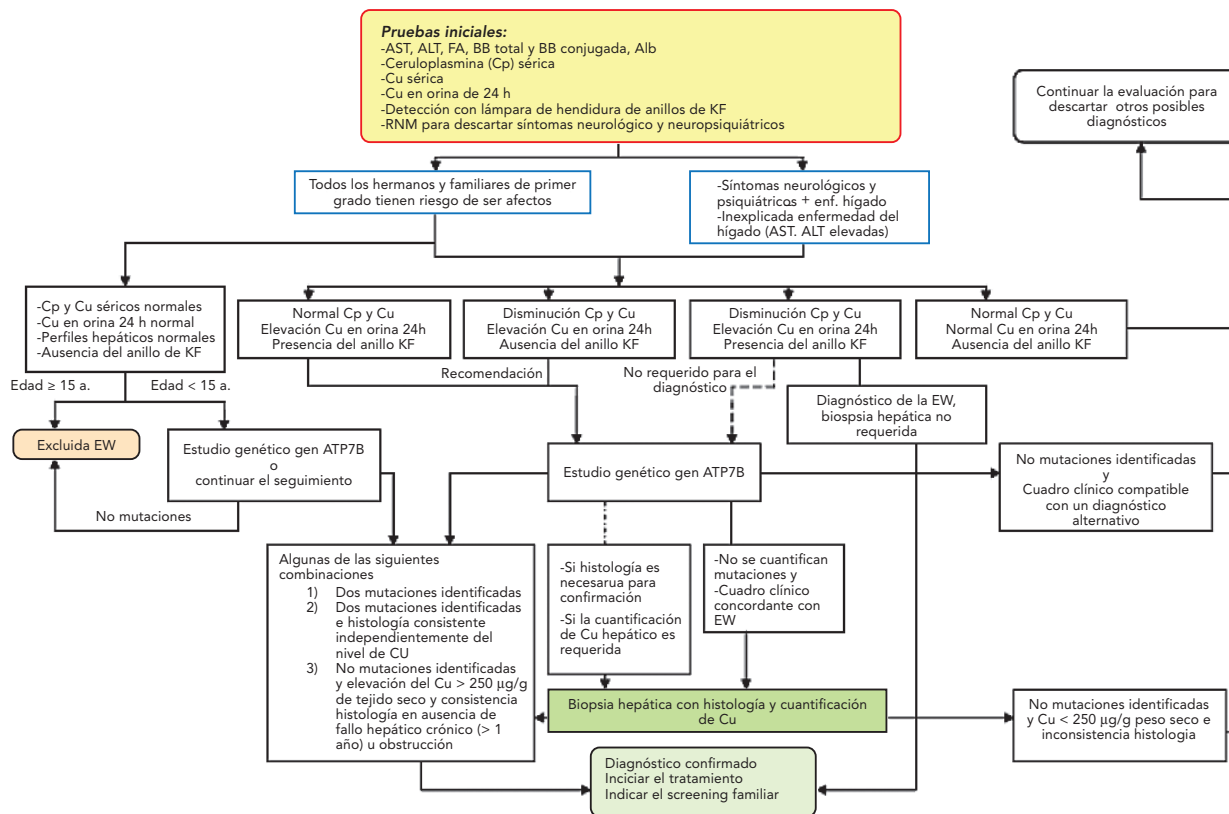 Pruebas iniciales:
-AST, ALT, FA, BB total y BB conjugada, Alb
-Ceruloplasmina (Cp) sérica
-Cu sérica
-Cu en orina de 24 h
-Detección con lámpara de hendidura de anillos de KF
-RNM para descartar síntomas neurológico y neuropsiquiátricos
Continuar la evaluación para
descartar otros posibles
diagnósticos
Todos los hermanos y familiares de primer
grado tienen riesgo de ser afectos
-Síntomas neurológicos y
psiquiátricos + enf. hígado
-Inexplicada enfermedad del
hígado (AST. ALT elevadas)
-Cp y Cu séricos normales
-Cu en orina 24 h normal
-Perfiles hepáticos normales
-Ausencia del anillo de KF
Normal Cp y Cu
Elevación Cu en orina 24h
Presencia del anillo KF
Disminución Cp y Cu
Elevación Cu en orina 24h
Ausencia del anillo KF
Disminución Cp y Cu
Elevación Cu en orina 24h
Presencia del anillo KF
Normal Cp y Cu
Normal Cu en orina 24h
Ausencia del anillo KF
Edad ≥ 15 a.
Edad < 15 a.
Recomendación
No requerido para el
diagnóstico
Diagnóstico de la EW,
biospsia hepática no
requerida
Excluida EW
Estudio genético gen ATP7B
o
continuar el seguimiento
No mutaciones
Estudio genético gen ATP7B
No mutaciones identificadas
y
Cuadro clínico compatible
con un diagnóstico
alternativo
Algunas de las siguientes
combinaciones
1) Dos mutaciones identificadas
2) Dos mutaciones identificadas
e histología consistente
independientemente del
nivel de CU
3) No mutaciones identificadas
y elevación del Cu > 250 µg/g
de tejido seco y consistencia
histología en ausencia de
fallo hepático crónico (> 1
año) u obstrucción
-Si histología es
necesarua para
confirmación
-Si la cuantificación
de Cu hepático es
requerida
-No se cuantifican
mutaciones y
-Cuadro clínico
concordante con
EW
Biopsia hepática con histología y cuantificación
de Cu
No mutaciones identificadas
y Cu < 250 µg/g peso seco e
inconsistencia histologia
Diagnóstico confirmado
Inciciar el tratamiento
Indicar el screening familiar